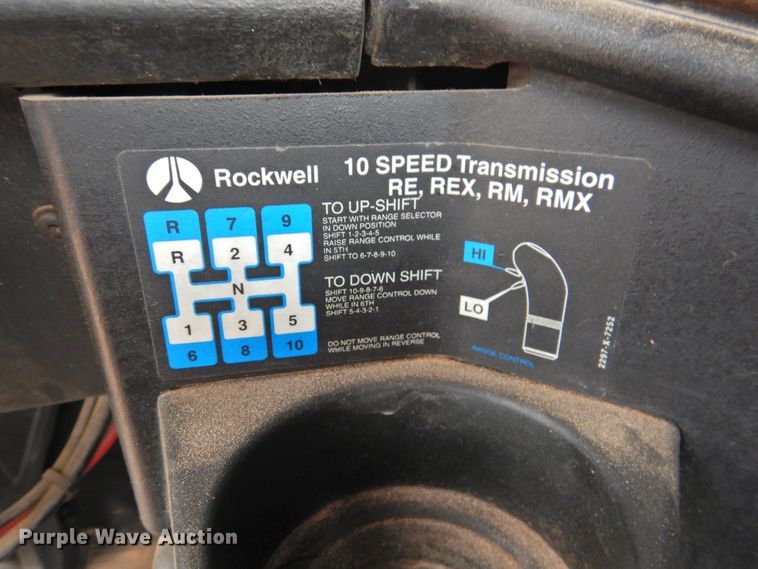 Rockwell
10 SPEED Transmission
RE, REX, RM, RMX
R 7 9
R 2 4
N
1 3 5
6 8 10
TO UP-SHIFT
START WITH RANGE SELECTOR
IN DOWN POSITION
SHIFT 1-2-3-4-5
RAISE RANGE CONTROL WHILE
IN 5TH
SHIFT TO 6-7-8-9-10
TO DOWN SHIFT
SHIFT 10-9-8-7-6
MOVE RANGE CONTROL DOWN
WHILE IN 6TH
SHIFT 5-4-3-2-1
DO NOT MOVE RANGE CONTROL
WHILE MOVING IN REVERSE
HI
LO
RANGE CONTROL
2297-X-7252
Purple Wave Auction